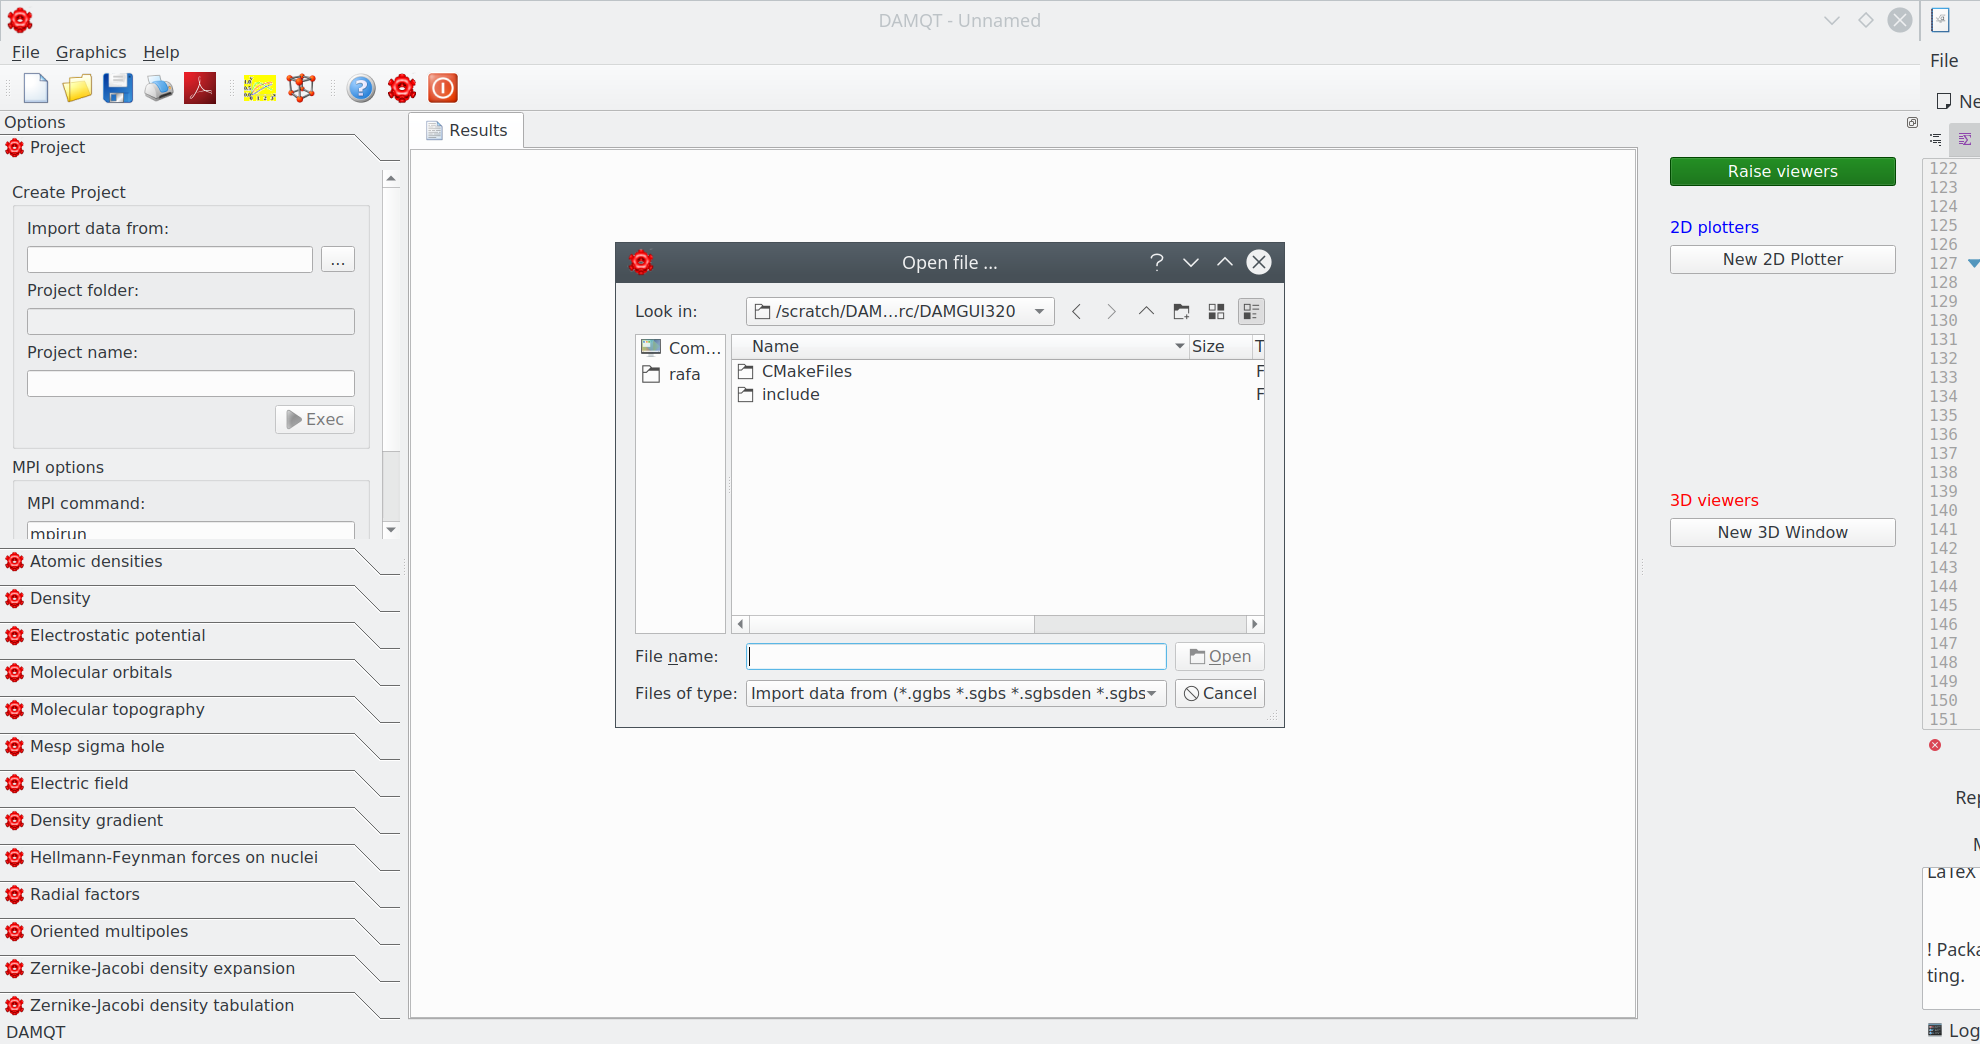 DAMQT - Unnamed
File Graphics Help
Options
Project
Create Project
Import data from:
...
Project folder:
Project name:
Exec
MPI options
MPI command:
mpirun
Atomic densities
Density
Electrostatic potential
Molecular orbitals
Molecular topography
Mesp sigma hole
Electric field
Density gradient
Hellmann-Feynman forces on nuclei
Radial factors
Oriented multipoles
Zernike-Jacobi density expansion
Zernike-Jacobi density tabulation
DAMQT
Results
Open file ...
Look in: /scratch/DAM...rc/DAMGUI320
Com...
rafa
Name Size T
CMakeFiles F
include F
File name: Open
Files of type: Import data from (*.ggbs *.sgbs *.sgbsden *.sgbs Cancel
Raise viewers
2D plotters
New 2D Plotter
3D viewers
New 3D Window
File
Ne
122
123
124
125
126
127
128
129
130
131
132
133
134
135
136
137
138
139
140
141
142
143
144
145
146
147
148
149
150
151
Rep
M
LaTeX
! Packa
ting.
Log